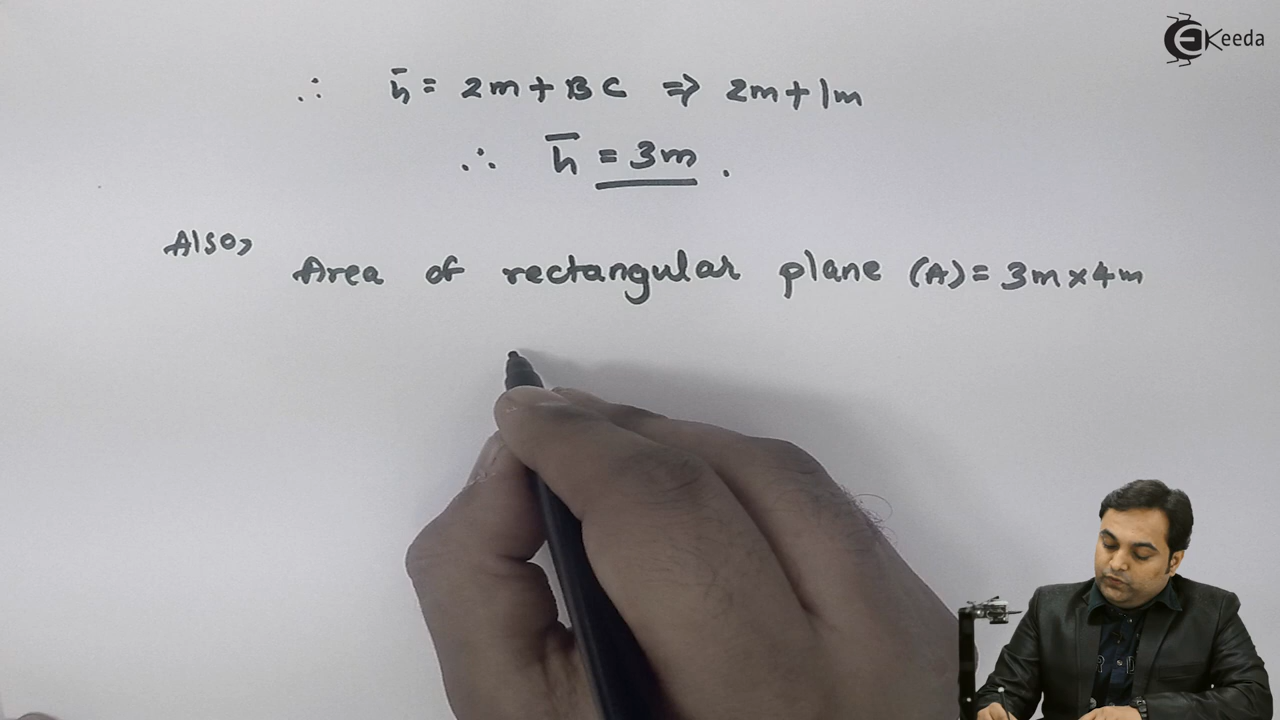 EKeeda
∴ h̄ = 2m + BC ⇒ 2m + 1m
∴ h̄ = 3m .
Also,
Area of rectangular plane (A) = 3m × 4m